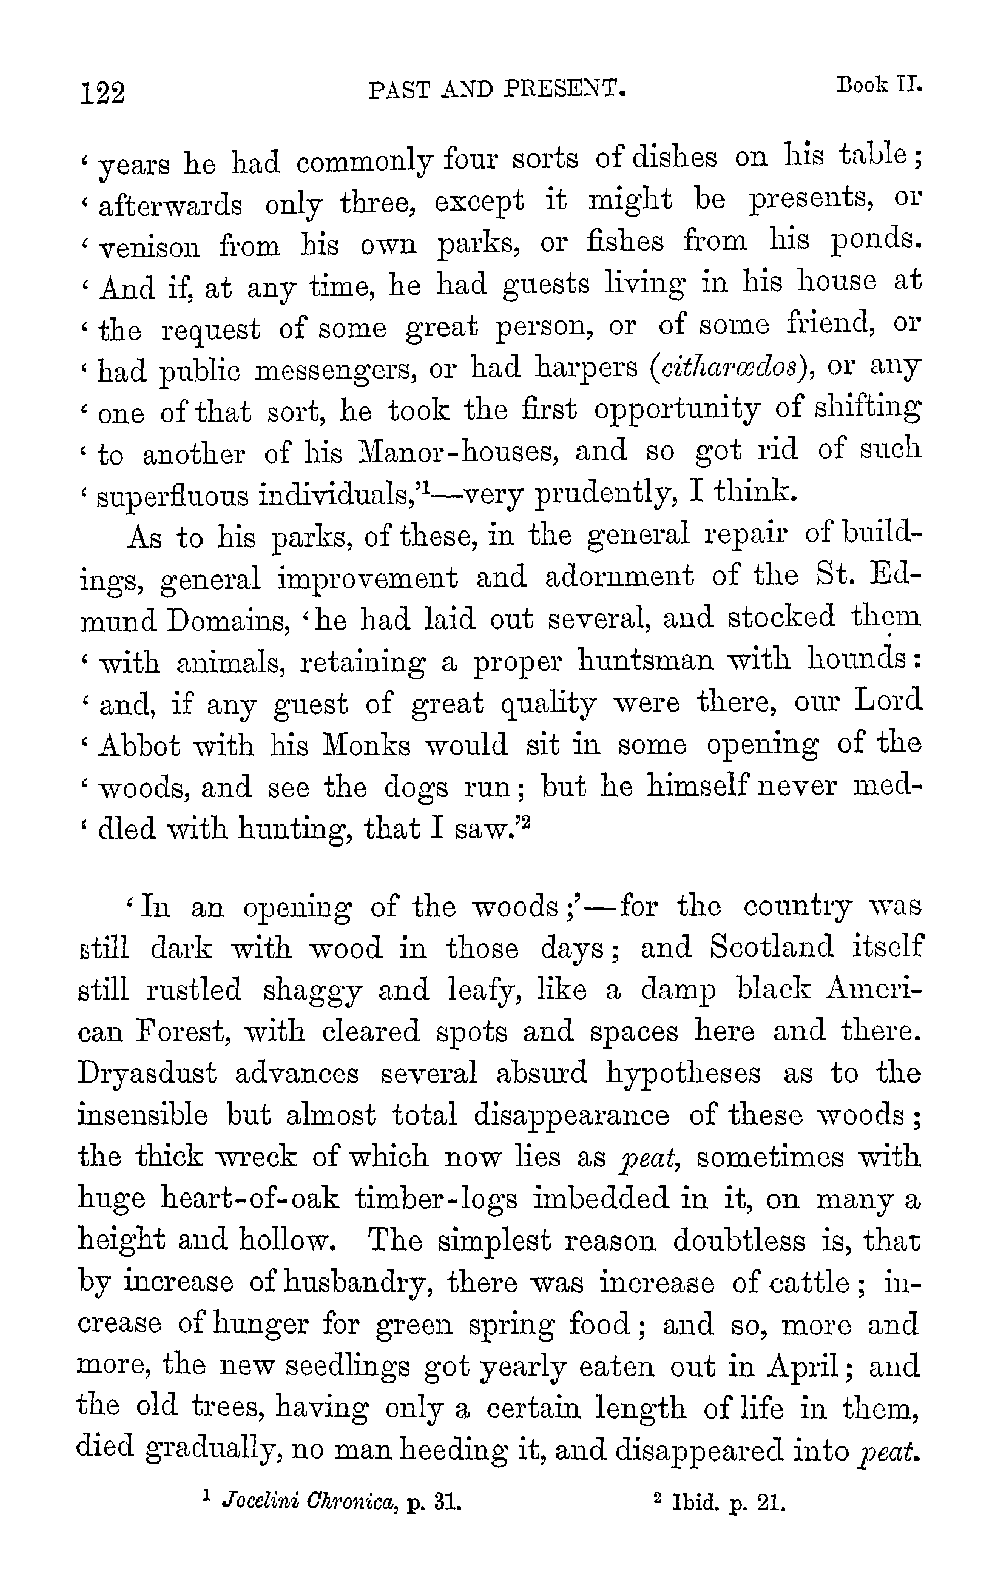 122 PAST AND PRESENT. Book II.
‘ years he had commonly four sorts of dishes on his table;
‘ afterwards only three, except it might be presents, or
‘ venison from his own parks, or fishes from his ponds.
‘ And if, at any time, he had guests living in his house at
‘ the request of some great person, or of some friend, or
‘ had public messengers, or had harpers (citharœdos), or any
‘ one of that sort, he took the first opportunity of shifting
‘ to another of his Manor-houses, and so got rid of such
‘ superfluous individuals,’¹—very prudently, I think.
As to his parks, of these, in the general repair of build-
ings, general improvement and adornment of the St. Ed-
mund Domains, ‘he had laid out several, and stocked them
‘ with animals, retaining a proper huntsman with hounds:
‘ and, if any guest of great quality were there, our Lord
‘ Abbot with his Monks would sit in some opening of the
‘ woods, and see the dogs run; but he himself never med-
‘ dled with hunting, that I saw.’²
‘In an opening of the woods;’—for the country was
still dark with wood in those days; and Scotland itself
still rustled shaggy and leafy, like a damp black Ameri-
can Forest, with cleared spots and spaces here and there.
Dryasdust advances several absurd hypotheses as to the
insensible but almost total disappearance of these woods;
the thick wreck of which now lies as peat, sometimes with
huge heart-of-oak timber-logs imbedded in it, on many a
height and hollow. The simplest reason doubtless is, that
by increase of husbandry, there was increase of cattle; in-
crease of hunger for green spring food; and so, more and
more, the new seedlings got yearly eaten out in April; and
the old trees, having only a certain length of life in them,
died gradually, no man heeding it, and disappeared into peat.
¹ Jocelini Chronica, p. 31. ² Ibid. p. 21.